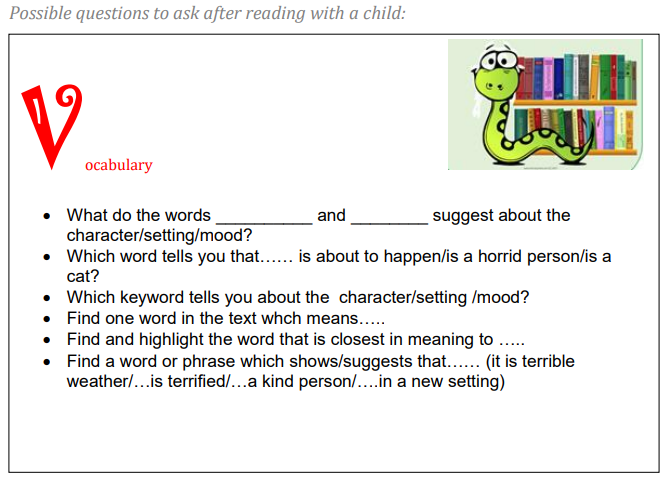 Possible questions to ask after reading with a child:
Vocabulary
• What do the words __________ and ________ suggest about the
character/setting/mood?
• Which word tells you that…… is about to happen/is a horrid person/is a
cat?
• Which keyword tells you about the  character/setting /mood?
• Find one word in the text whch means…..
• Find and highlight the word that is closest in meaning to …..
• Find a word or phrase which shows/suggests that…… (it is terrible
weather/…is terrified/…a kind person/….in a new setting)